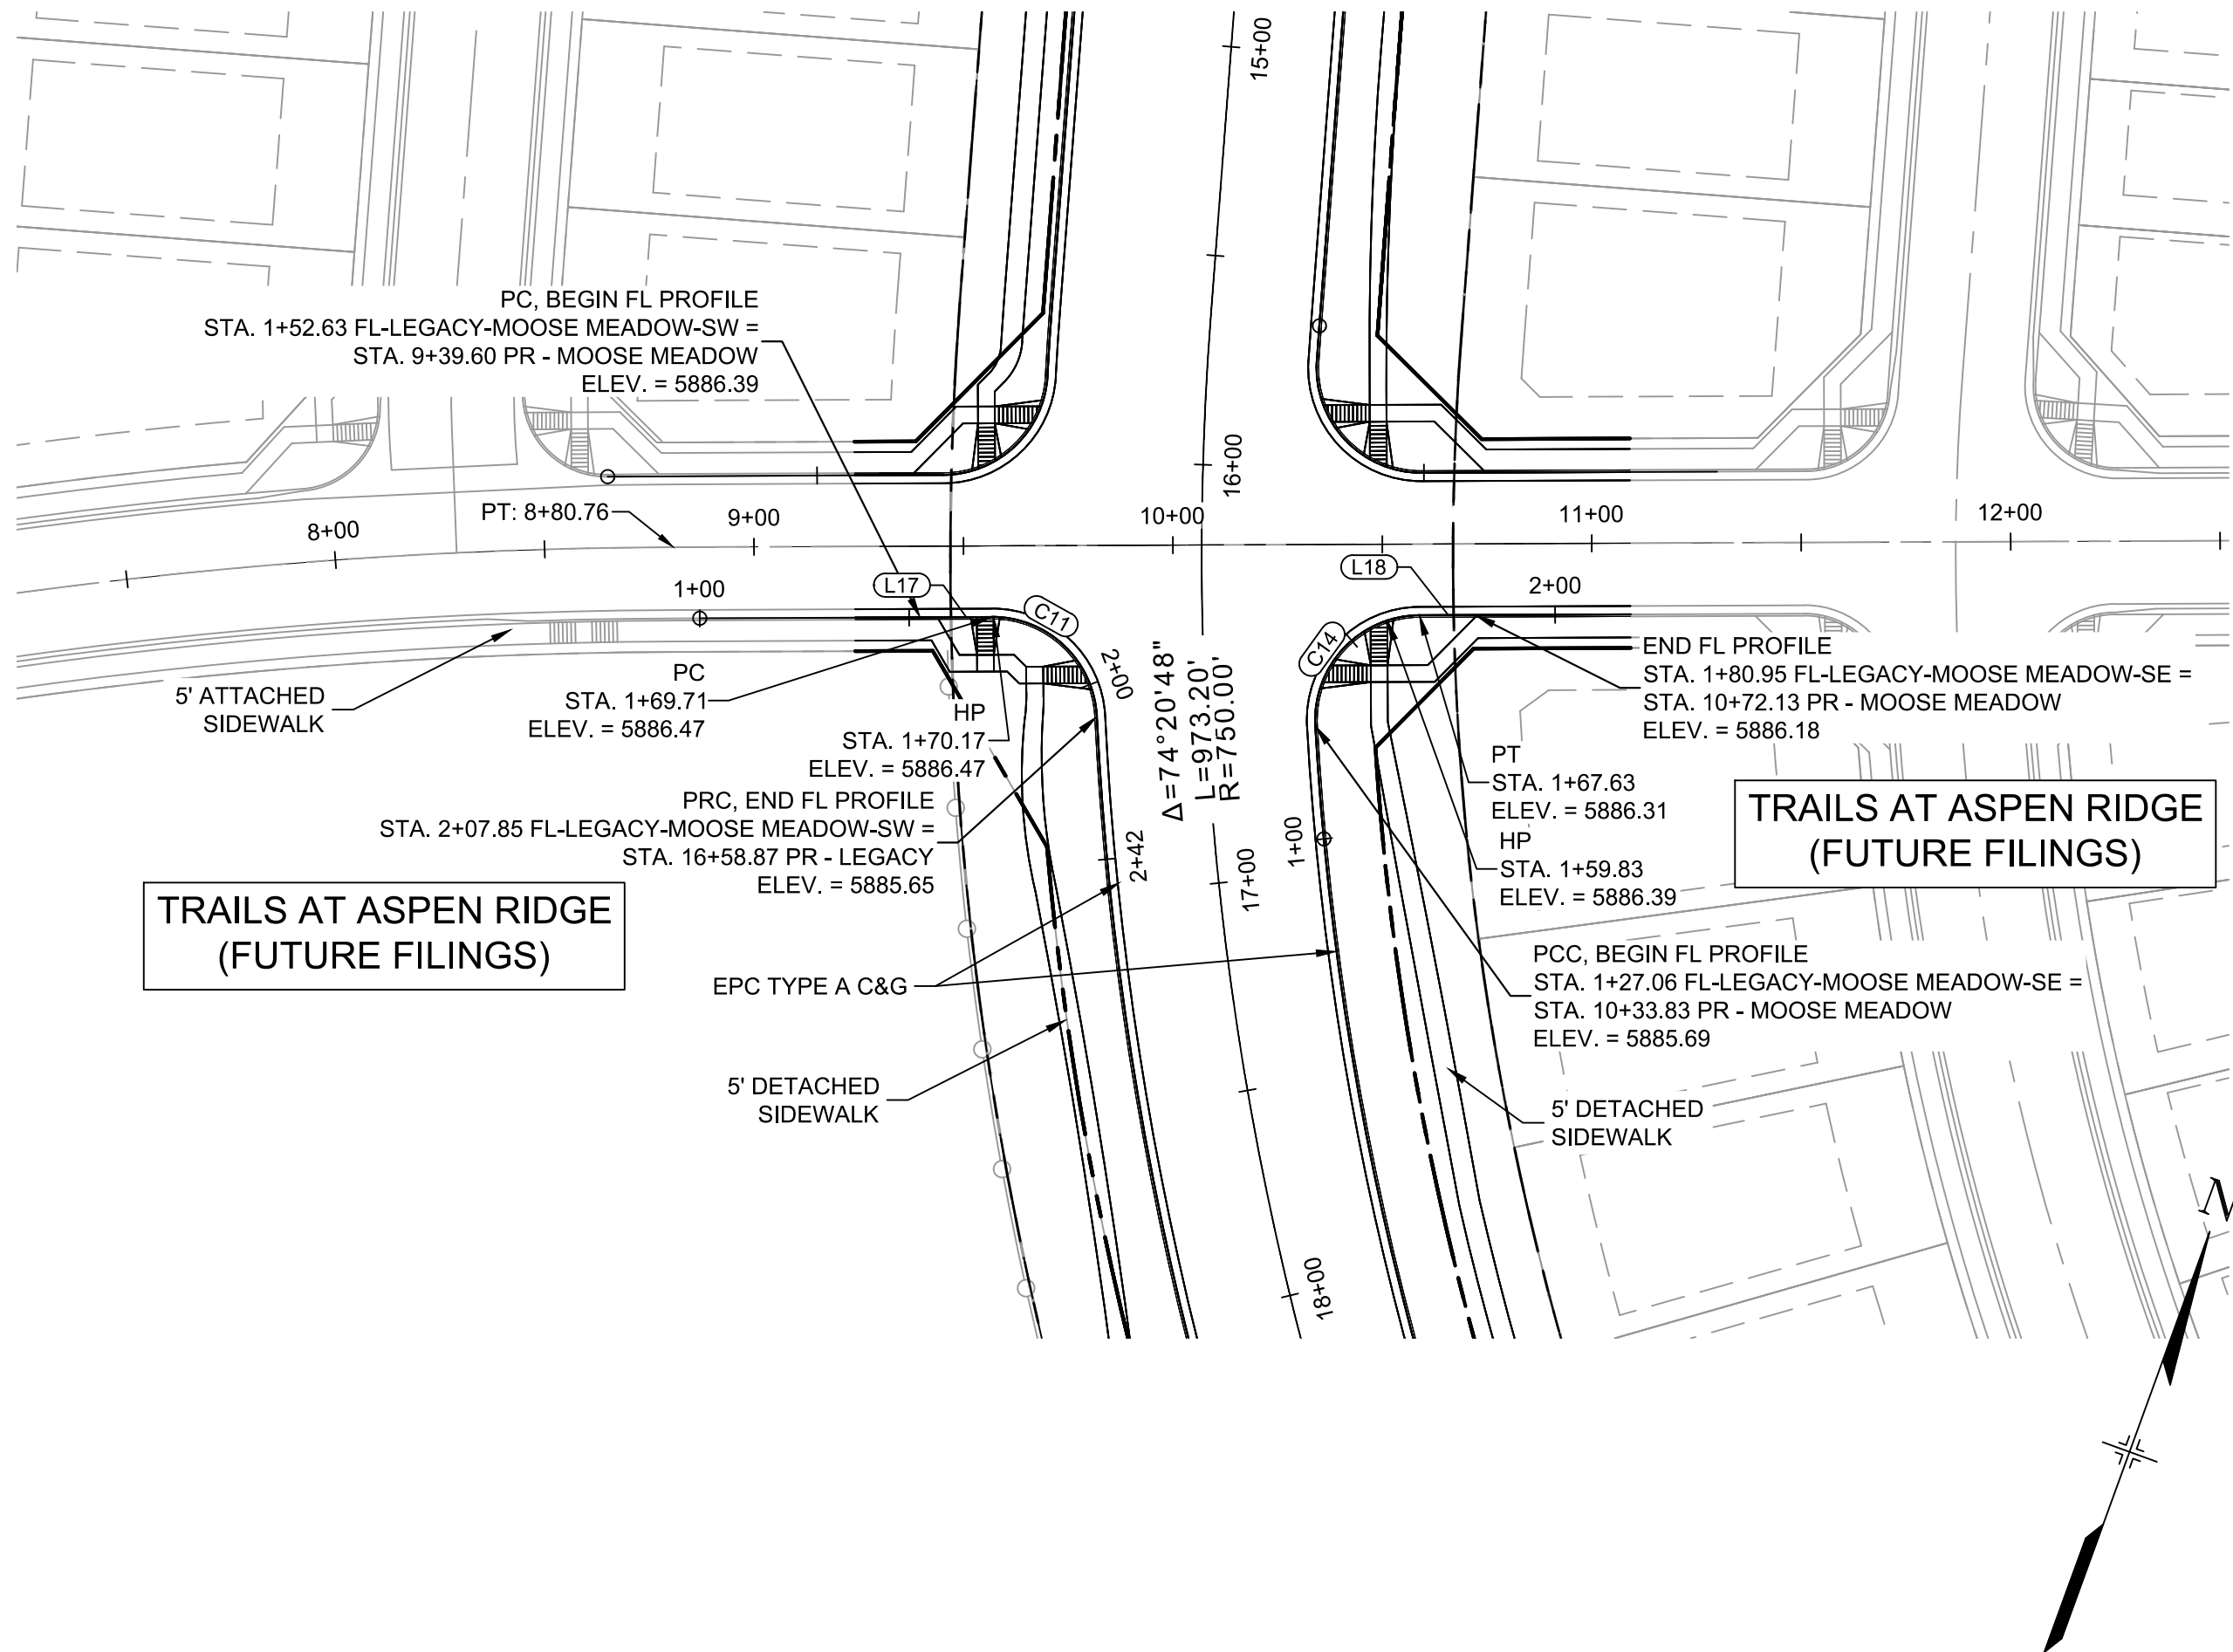 15+00
PC, BEGIN FL PROFILE
STA. 1+52.63 FL-LEGACY-MOOSE MEADOW-SW =
STA. 9+39.60 PR - MOOSE MEADOW
ELEV. = 5886.39
16+00
PT: 8+80.76
8+00
9+00
10+00
11+00
12+00
1+00
L17
C11
L18
2+00
C14
2+00
5' ATTACHED
SIDEWALK
PC
STA. 1+69.71
ELEV. = 5886.47
HP
STA. 1+70.17
ELEV. = 5886.47
PRC, END FL PROFILE
STA. 2+07.85 FL-LEGACY-MOOSE MEADOW-SW =
STA. 16+58.87 PR - LEGACY
ELEV. = 5885.65
Δ=74°20'48"
L=973.20'
R=750.00'
END FL PROFILE
STA. 1+80.95 FL-LEGACY-MOOSE MEADOW-SE =
STA. 10+72.13 PR - MOOSE MEADOW
ELEV. = 5886.18
PT
STA. 1+67.63
ELEV. = 5886.31
HP
STA. 1+59.83
ELEV. = 5886.39
TRAILS AT ASPEN RIDGE
(FUTURE FILINGS)
2+42
17+00
1+00
TRAILS AT ASPEN RIDGE
(FUTURE FILINGS)
EPC TYPE A C&G
PCC, BEGIN FL PROFILE
STA. 1+27.06 FL-LEGACY-MOOSE MEADOW-SE =
STA. 10+33.83 PR - MOOSE MEADOW
ELEV. = 5885.69
5' DETACHED
SIDEWALK
5' DETACHED
SIDEWALK
18+00
N